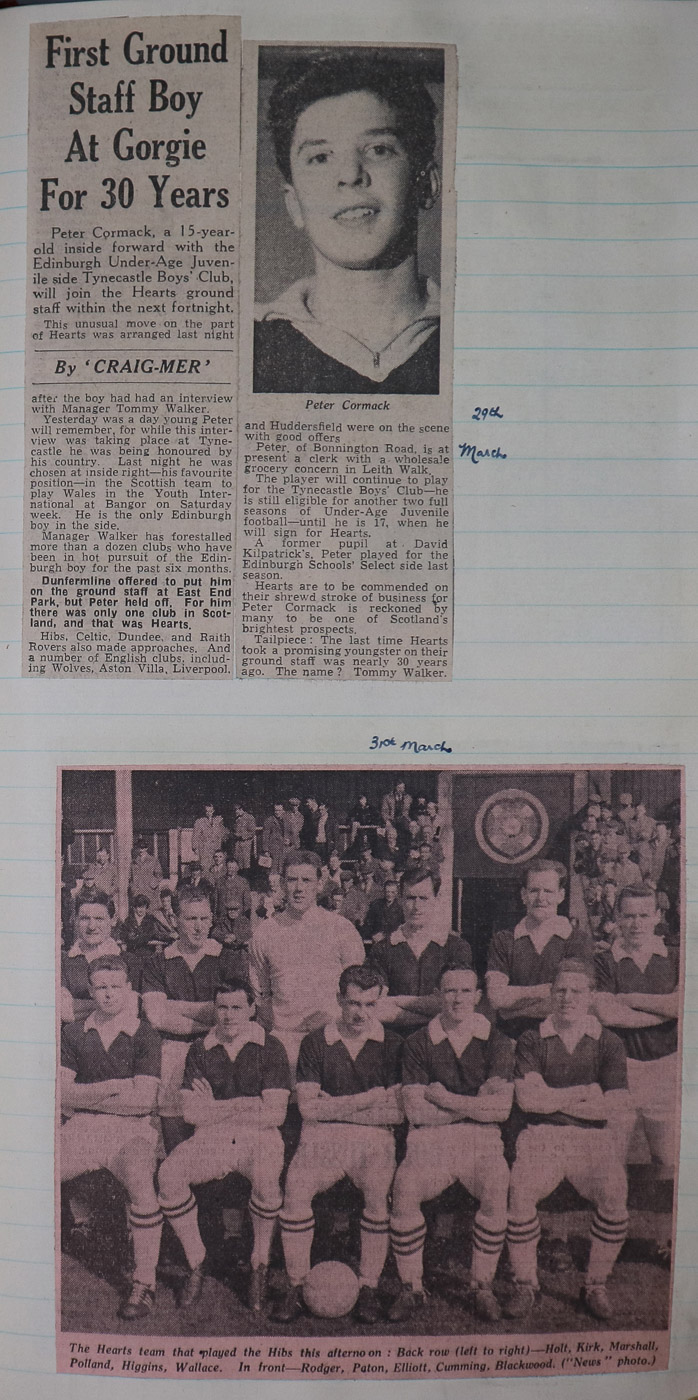 First Ground
Staff Boy
At Gorgie
For 30 Years
Peter Cormack, a 15-year-
old inside forward with the
Edinburgh Under-Age Juven-
ile side Tynecastle Boys' Club,
will join the Hearts ground
staff within the next fortnight.
This unusual move on the part
of Hearts was arranged last night
By 'CRAIG-MER'
after the boy had had an interview
with Manager Tommy Walker.
Yesterday was a day young Peter
will remember, for while this inter-
view was taking place at Tyne-
castle he was being honoured by
his country. Last night he was
chosen at inside right—his favourite
position—in the Scottish team to
play Wales in the Youth Inter-
national at Bangor on Saturday
week. He is the only Edinburgh
boy in the side.
Manager Walker has forestalled
more than a dozen clubs who have
been in hot pursuit of the Edin-
burgh boy for the past six months.
Dunfermline offered to put him
on the ground staff at East End
Park, but Peter held off. For him
there was only one club in Scot-
land, and that was Hearts.
Hibs, Celtic, Dundee, and Raith
Rovers also made approaches. And
a number of English clubs, includ-
ing Wolves, Aston Villa, Liverpool,
Peter Cormack
and Huddersfield were on the scene
with good offers
Peter, of Bonnington Road, is at
present a clerk with a wholesale
grocery concern in Leith Walk.
The player will continue to play
for the Tynecastle Boys' Club—he
is still eligible for another two full
seasons of Under-Age Juvenile
football—until he is 17, when he
will sign for Hearts.
A former pupil at David
Kilpatrick's, Peter played for the
Edinburgh Schools' Select side last
season.
Hearts are to be commended on
their shrewd stroke of business for
Peter Cormack is reckoned by
many to be one of Scotland's
brightest prospects.
Tailpiece: The last time Hearts
took a promising youngster on their
ground staff was nearly 30 years
ago. The name? Tommy Walker.
29th
March
31st March
The Hearts team that played the Hibs this afternoon : Back row (left to right)—Holt, Kirk, Marshall,
Polland, Higgins, Wallace. In front—Rodger, Paton, Elliott, Cumming, Blackwood. ("News" photo.)